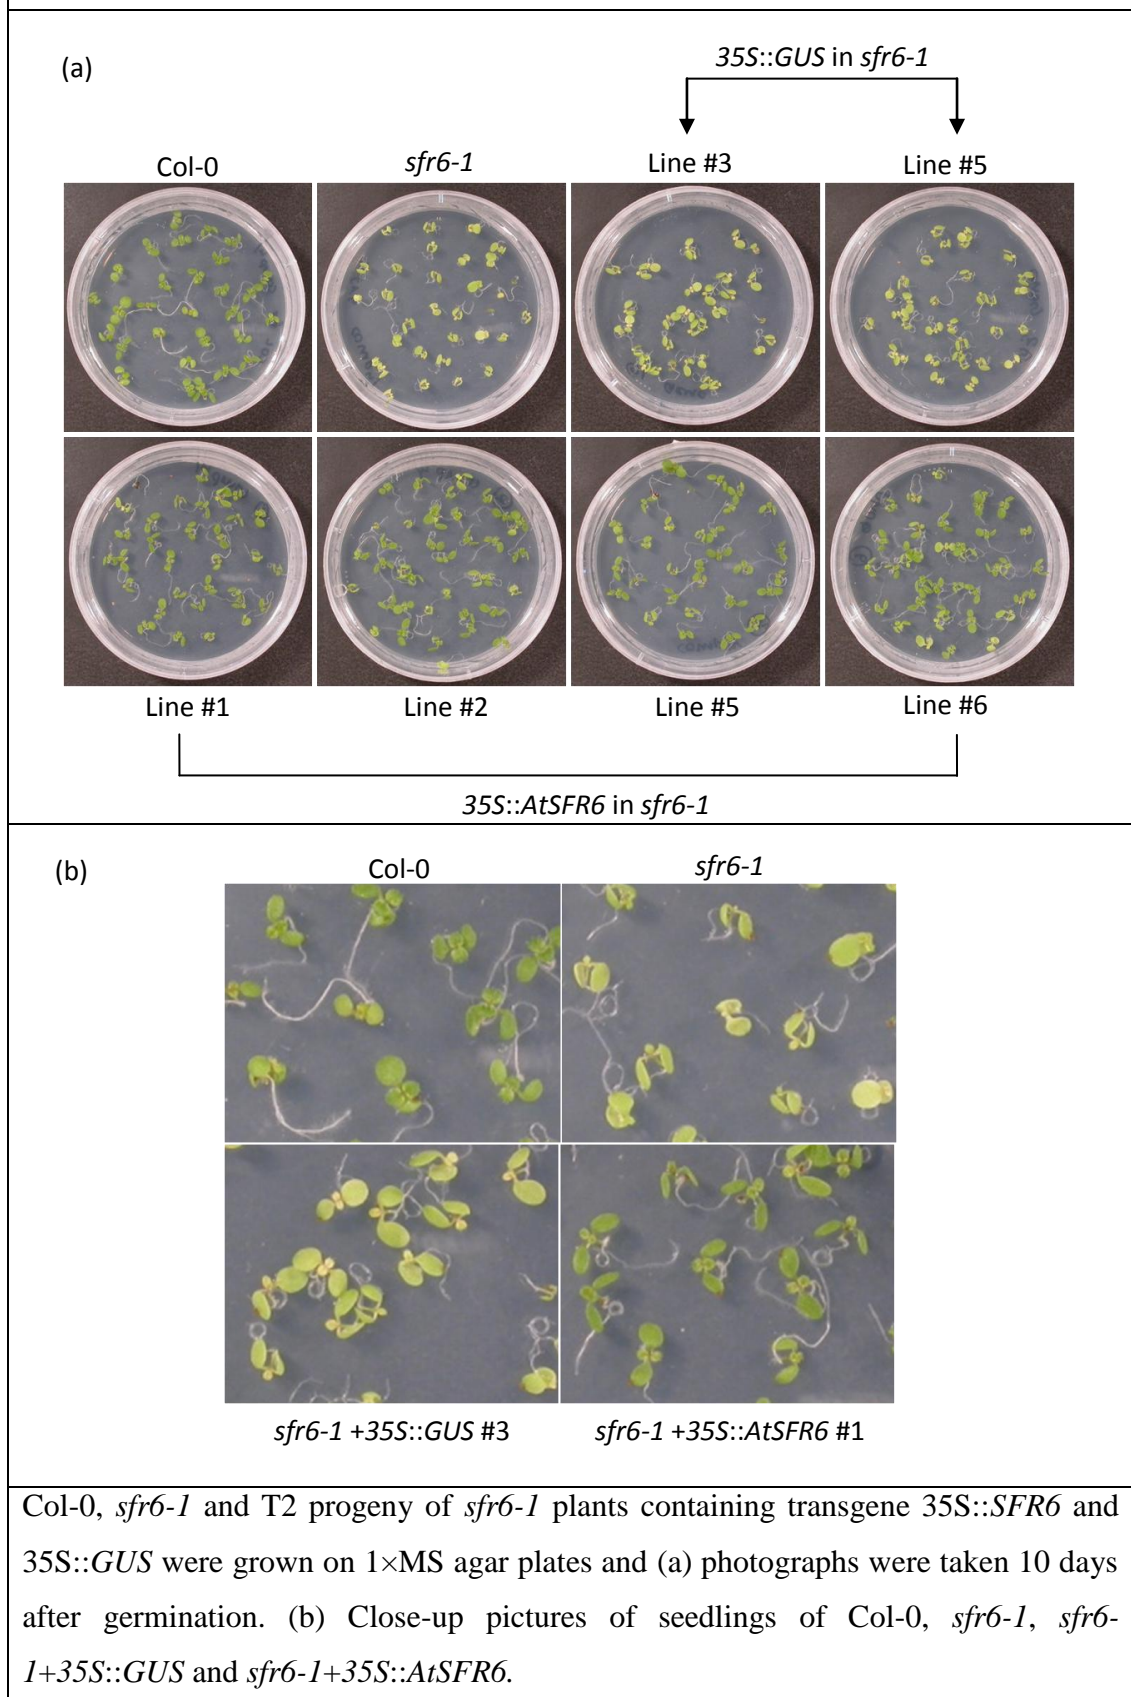 (a)
35S::GUS in sfr6-1
Col-0
sfr6-1
Line #3
Line #5
Line #1
Line #2
Line #5
Line #6
35S::AtSFR6 in sfr6-1
(b)
Col-0
sfr6-1
sfr6-1 +35S::GUS #3
sfr6-1 +35S::AtSFR6 #1
Col-0, sfr6-1 and T2 progeny of sfr6-1 plants containing transgene 35S::SFR6 and
35S::GUS were grown on 1×MS agar plates and (a) photographs were taken 10 days
after germination. (b) Close-up pictures of seedlings of Col-0, sfr6-1, sfr6-
1+35S::GUS and sfr6-1+35S::AtSFR6.